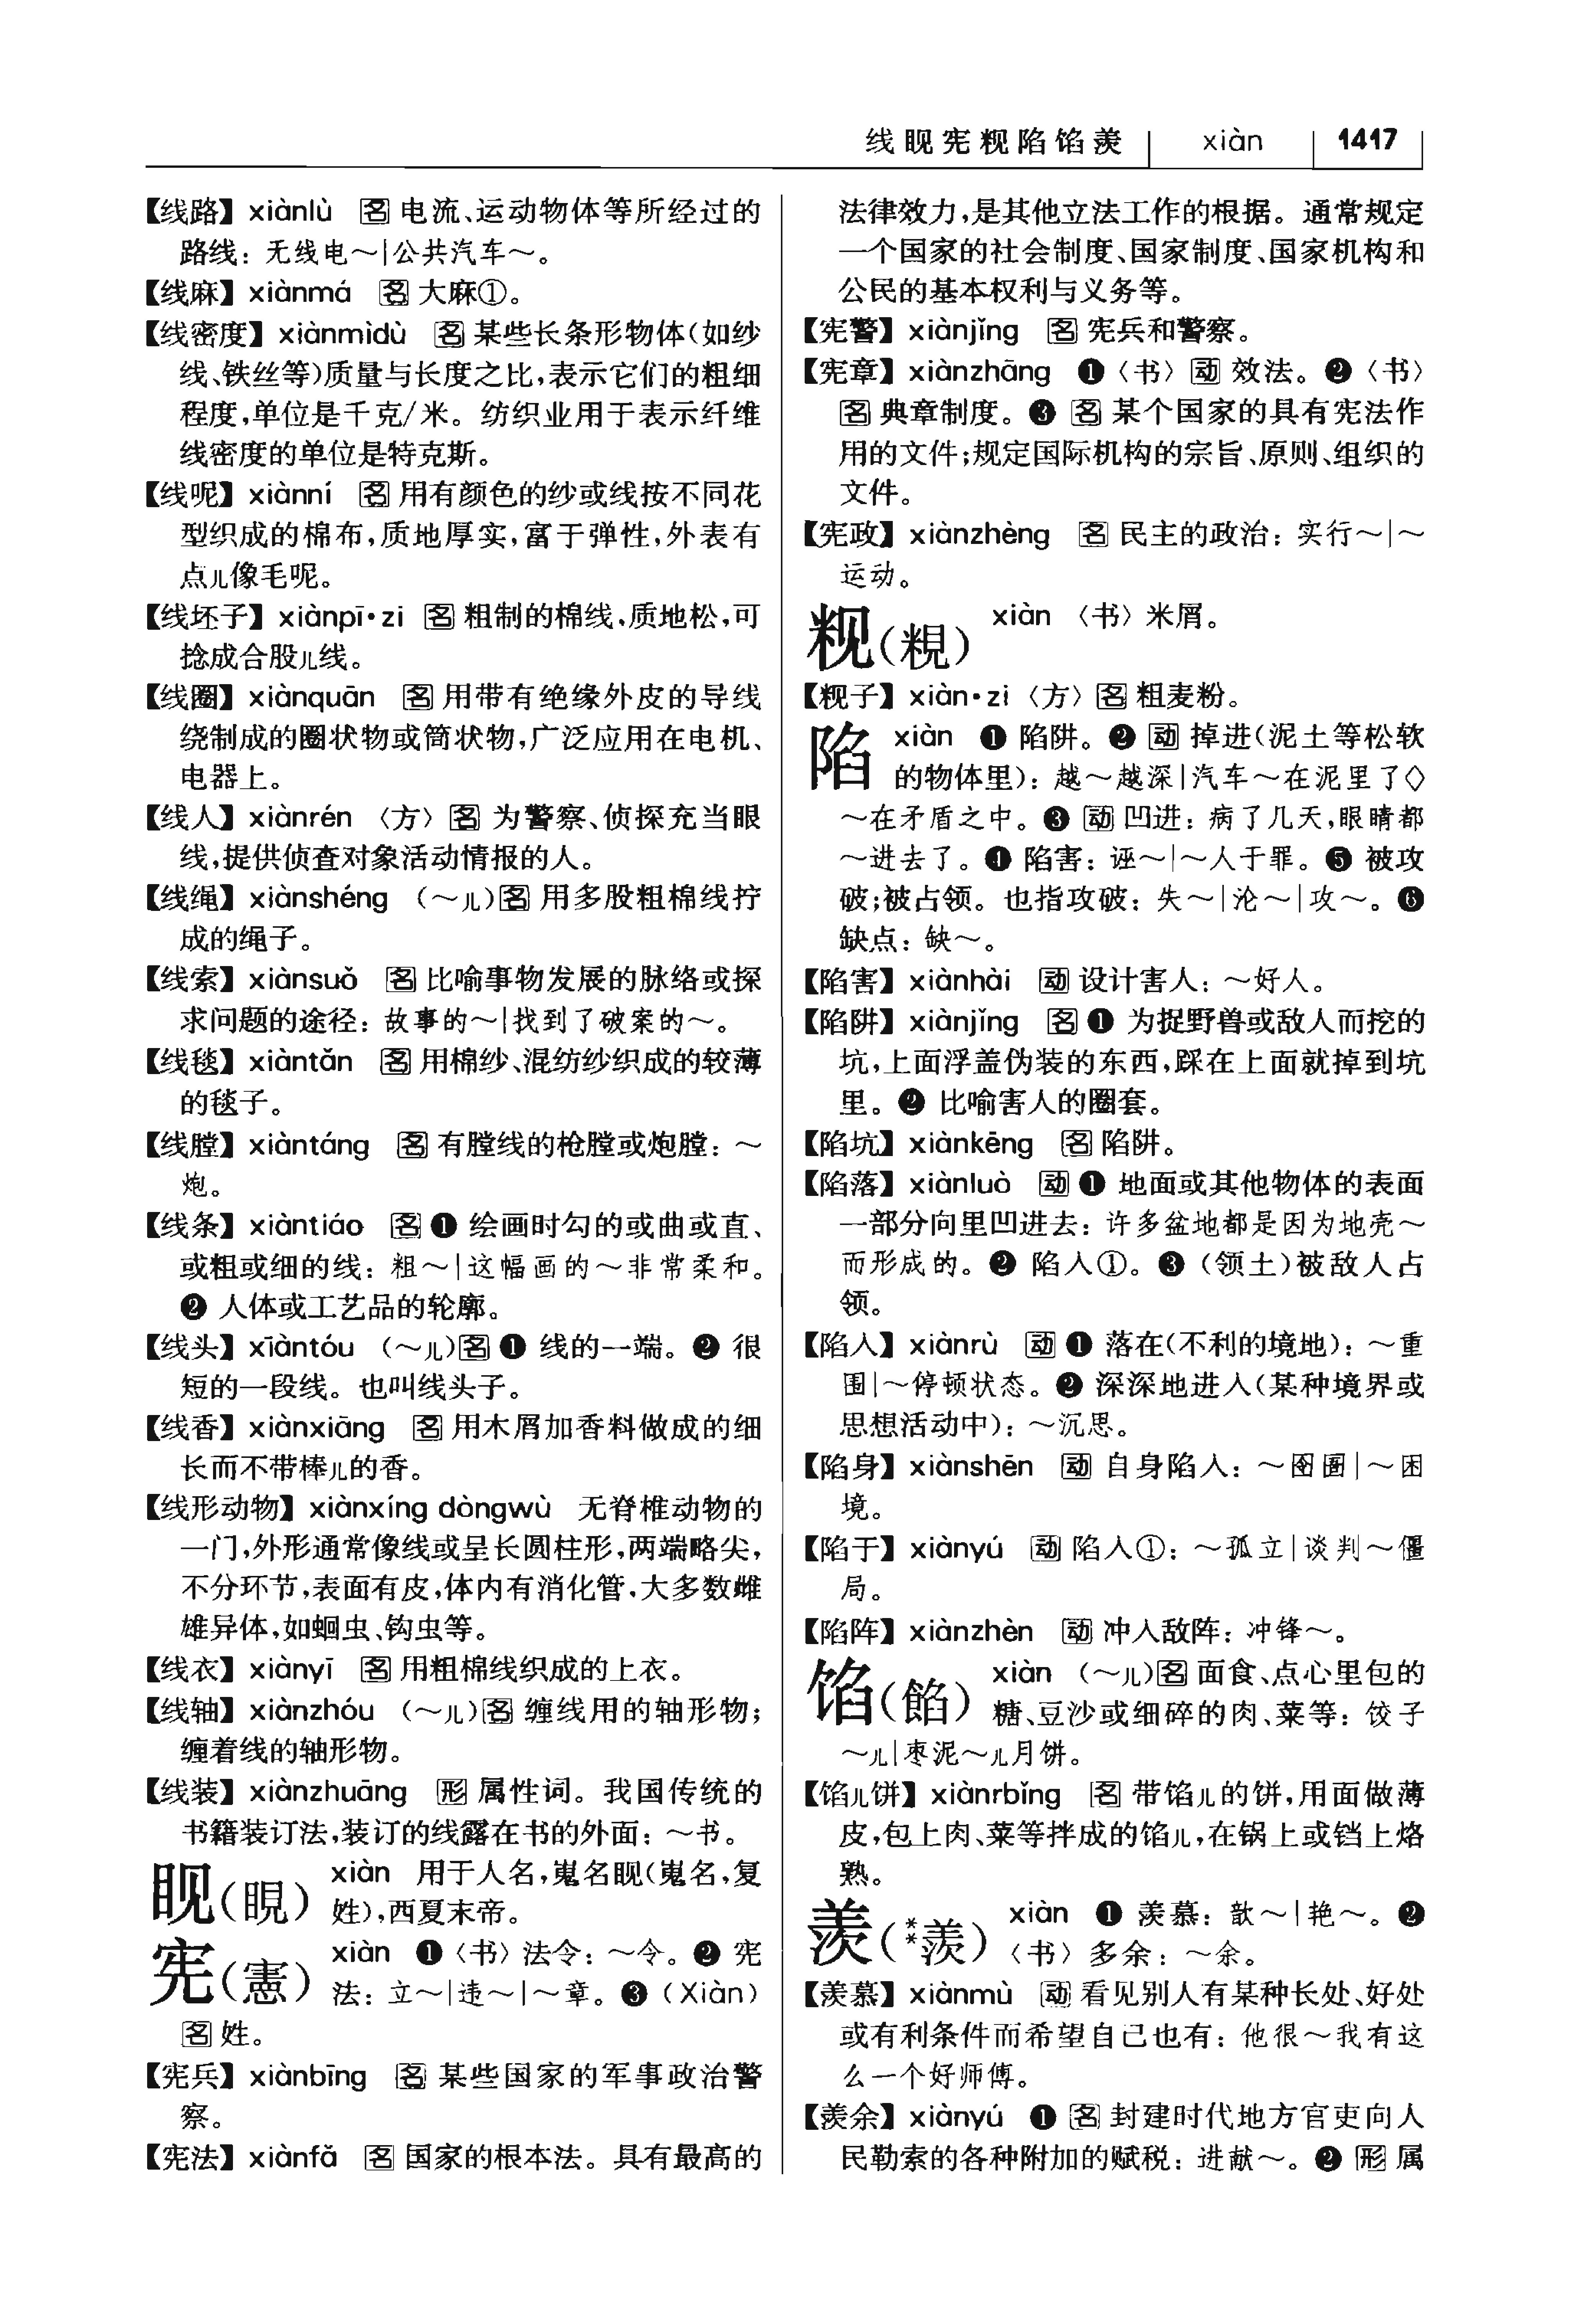 线 䀏 宪 粯 陷 馅 羡 xiàn 1417
【线路】 xiànlù 名 电流、运动物体等所经过的
路线：无线电～|公共汽车～。
【线麻】 xiànmá 名 大麻①。
【线密度】 xiànmìdù 名 某些长条形物体(如纱
线、铁丝等)质量与长度之比,表示它们的粗细
程度,单位是千克/米。纺织业用于表示纤维
线密度的单位是特克斯。
【线呢】 xiànní 名 用有颜色的纱或线按不同花
型织成的棉布,质地厚实,富于弹性,外表有
点儿像毛呢。
【线坯子】 xiànpī·zi 名 粗制的棉线,质地松,可
捻成合股儿线。
【线圈】 xiànquān 名 用带有绝缘外皮的导线
绕制成的圈状物或筒状物,广泛应用在电机、
电器上。
【线人】 xiànrén 〈方〉 名 为警察、侦探充当眼
线,提供侦查对象活动情报的人。
【线绳】 xiànshéng (～儿) 名 用多股粗棉线拧
成的绳子。
【线索】 xiànsuǒ 名 比喻事物发展的脉络或探
求问题的途径：故事的～|找到了破案的～。
【线毯】 xiàntǎn 名 用棉纱、混纺纱织成的较薄
的毯子。
【线膛】 xiàntáng 名 有膛线的枪膛或炮膛：～
炮。
【线条】 xiàntiáo 名 ❶ 绘画时勾的或曲或直、
或粗或细的线：粗～|这幅画的～非常柔和。
❷ 人体或工艺品的轮廓。
【线头】 xiàntóu (～儿) 名 ❶ 线的一端。❷ 很
短的一段线。也叫线头子。
【线香】 xiànxiāng 名 用木屑加香料做成的细
长而不带棒儿的香。
【线形动物】 xiànxíng dòngwù 无脊椎动物的
一门,外形通常像线或呈长圆柱形,两端略尖,
不分环节,表面有皮,体内有消化管,大多数雌
雄异体,如蛔虫、钩虫等。
【线衣】 xiànyī 名 用粗棉线织成的上衣。
【线轴】 xiànzhóu (～儿) 名 缠线用的轴形物;
缠着线的轴形物。
【线装】 xiànzhuāng 形 属性词。我国传统的
书籍装订法,装订的线露在书的外面：～书。
䀏(晛) xiàn 用于人名,嵬名䀏(嵬名,复
姓),西夏末帝。
宪(憲) xiàn ❶〈书〉法令：～令。❷ 宪
法：立～|违～|～章。❸ (Xiàn)
名 姓。
【宪兵】 xiànbīng 名 某些国家的军事政治警
察。
【宪法】 xiànfǎ 名 国家的根本法。具有最高的
法律效力,是其他立法工作的根据。通常规定
一个国家的社会制度、国家制度、国家机构和
公民的基本权利与义务等。
【宪警】 xiànjǐng 名 宪兵和警察。
【宪章】 xiànzhāng ❶〈书〉 动 效法。❷〈书〉
名 典章制度。❸ 名 某个国家的具有宪法作
用的文件;规定国际机构的宗旨、原则、组织的
文件。
【宪政】 xiànzhèng 名 民主的政治：实行～|～
运动。
粯(粯) xiàn 〈书〉米屑。
【粯子】 xiàn·zi 〈方〉 名 粗麦粉。
陷 xiàn ❶ 陷阱。❷ 动 掉进(泥土等松软
的物体里)：越～越深|汽车～在泥里了◇
～在矛盾之中。❸ 动 凹进：病了几天,眼睛都
～进去了。❹ 陷害：诬～|～人于罪。❺ 被攻
破;被占领。也指攻破：失～|沦～|攻～。❻
缺点：缺～。
【陷害】 xiànhài 动 设计害人：～好人。
【陷阱】 xiànjǐng 名 ❶ 为捉野兽或敌人而挖的
坑,上面浮盖伪装的东西,踩在上面就掉到坑
里。❷ 比喻害人的圈套。
【陷坑】 xiànkēng 名 陷阱。
【陷落】 xiànluò 动 ❶ 地面或其他物体的表面
一部分向里凹进去：许多盆地都是因为地壳～
而形成的。❷ 陷入①。❸ (领土)被敌人占
领。
【陷入】 xiànrù 动 ❶ 落在(不利的境地)：～重
围|～停顿状态。❷ 深深地进入(某种境界或
思想活动中)：～沉思。
【陷身】 xiànshēn 动 自身陷入：～囹圄|～困
境。
【陷于】 xiànyú 动 陷入①：～孤立|谈判～僵
局。
【陷阵】 xiànzhèn 动 冲入敌阵：冲锋～。
馅(餡) xiàn (～儿) 名 面食、点心里包的
糖、豆沙或细碎的肉、菜等：饺子
～儿|枣泥～儿月饼。
【馅儿饼】 xiànrbǐng 名 带馅儿的饼,用面做薄
皮,包上肉、菜等拌成的馅儿,在锅上或铛上烙
熟。
羡(**羨) xiàn ❶ 羡慕：歆～|艳～。❷
〈书〉多余：～余。
【羡慕】 xiànmù 动 看见别人有某种长处、好处
或有利条件而希望自己也有：他很～我有这
么一个好师傅。
【羡余】 xiànyú ❶ 名 封建时代地方官吏向人
民勒索的各种附加的赋税：进献～。❷ 形 属